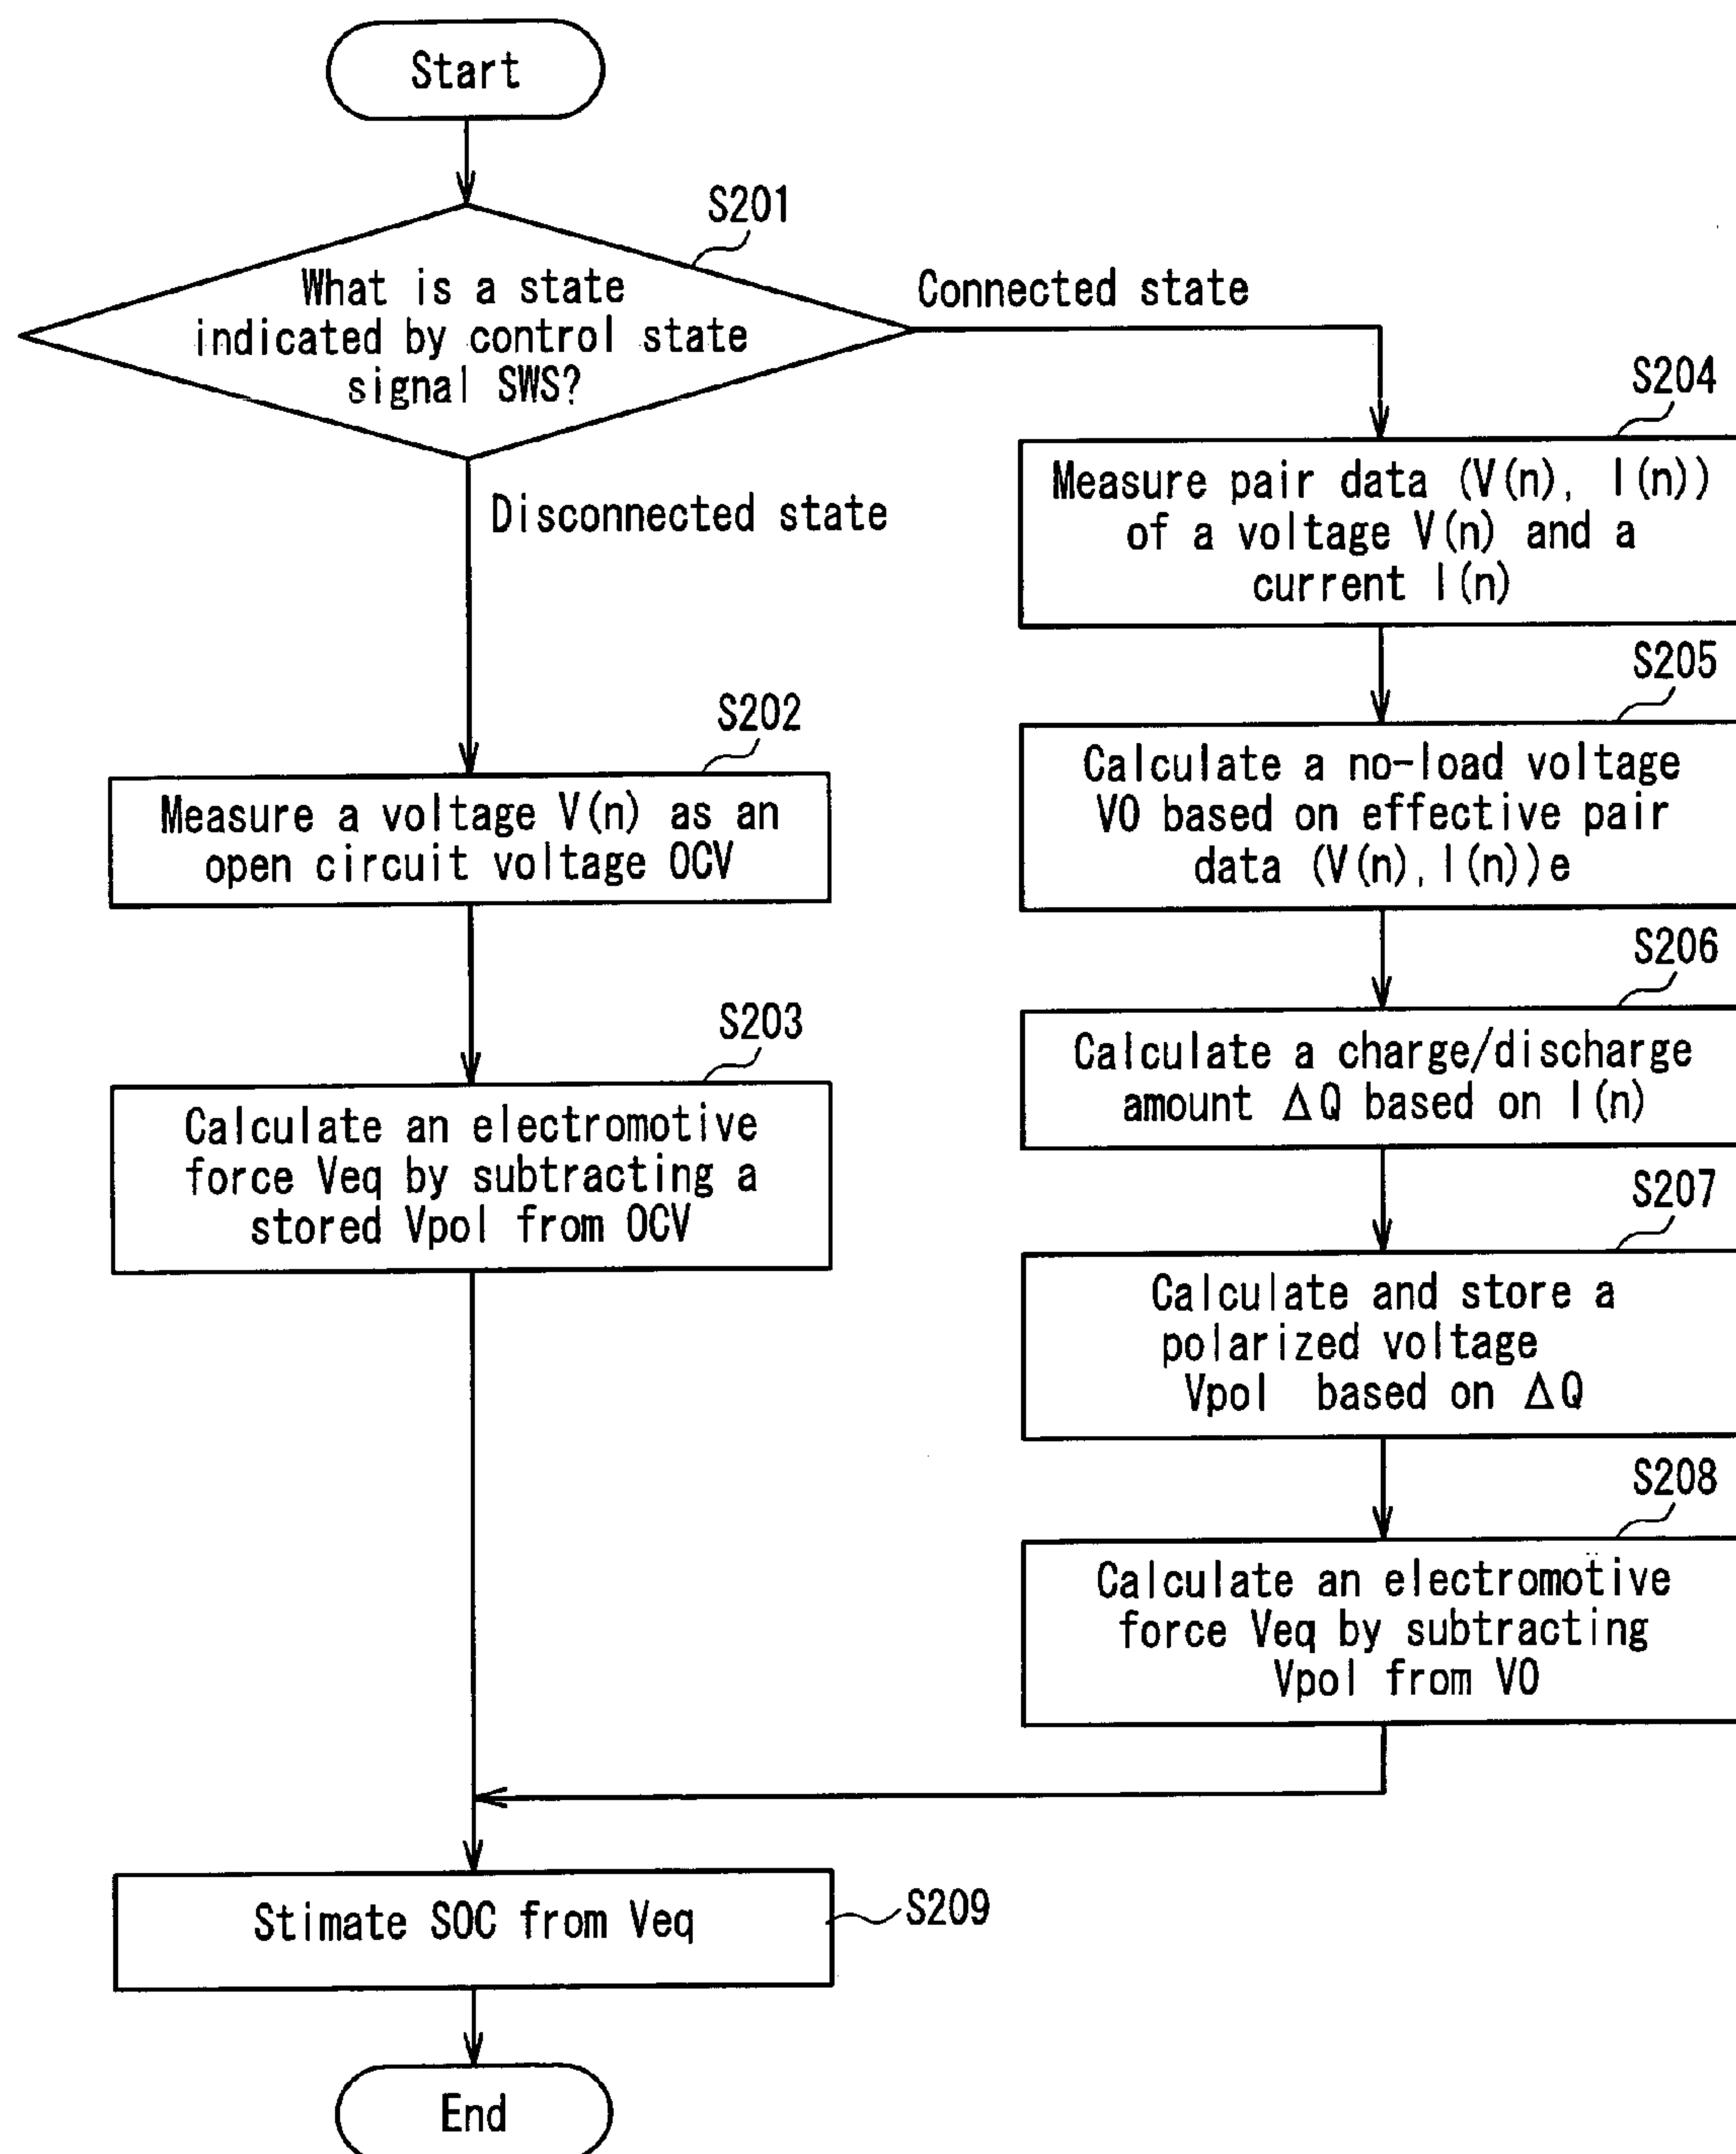 Start
S201
What is a state
indicated by control state
signal SWS?
Connected state
Disconnected state
S202
Measure a voltage V(n) as an
open circuit voltage OCV
S203
Calculate an electromotive
force Veq by subtracting a
stored Vpol from OCV
S204
Measure pair data (V(n), I(n))
of a voltage V(n) and a
current I(n)
S205
Calculate a no-load voltage
V0 based on effective pair
data (V(n),I(n))e
S206
Calculate a charge/discharge
amount ΔQ based on I(n)
S207
Calculate and store a
polarized voltage
Vpol based on ΔQ
S208
Calculate an electromotive
force Veq by subtracting
Vpol from V0
Stimate SOC from Veq
S209
End